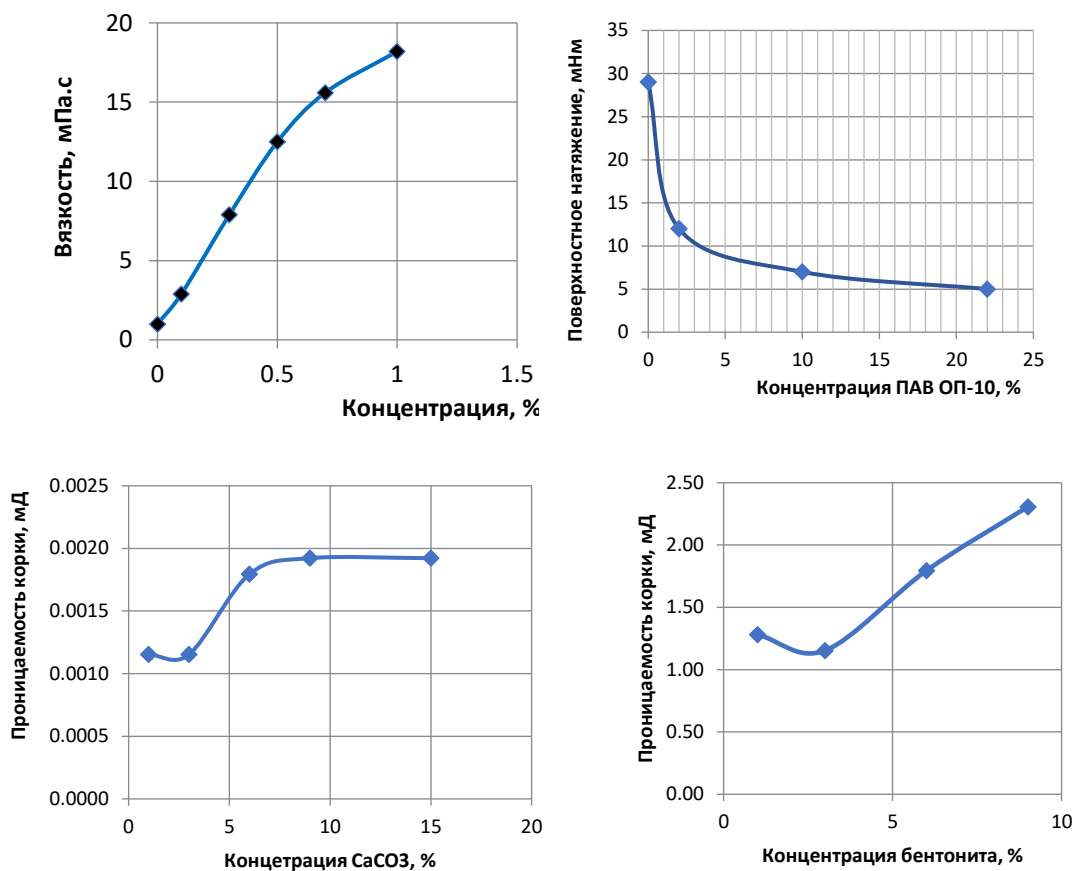 20
15
10
5
0
0 0.5 1 1.5
Вязкость, мПа.с
Концентрация, %
35
30
25
20
15
10
5
0
0 5 10 15 20 25
Поверхностное натяжение, мНм
Концентрация ПАВ ОП-10, %
0.0025
0.0020
0.0015
0.0010
0.0005
0.0000
0 5 10 15 20
Проницаемость корки, мД
Концетрация CaCO3, %
2.50
2.00
1.50
1.00
0.50
0.00
0 5 10
Проницаемость корки, мД
Концентрация бентонита, %